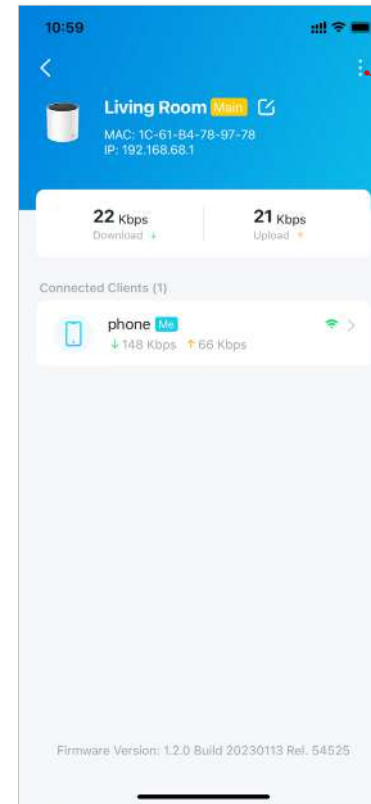 10:59
Living Room Main
MAC: 1C-61-B4-78-97-78
IP: 192.168.68.1
22 Kbps 21 Kbps
Download ↓ Upload ↑
Connected Clients (1)
phone Me
↓ 148 Kbps ↑ 66 Kbps
Firmware Version: 1.2.0 Build 20230113 Rel. 54525